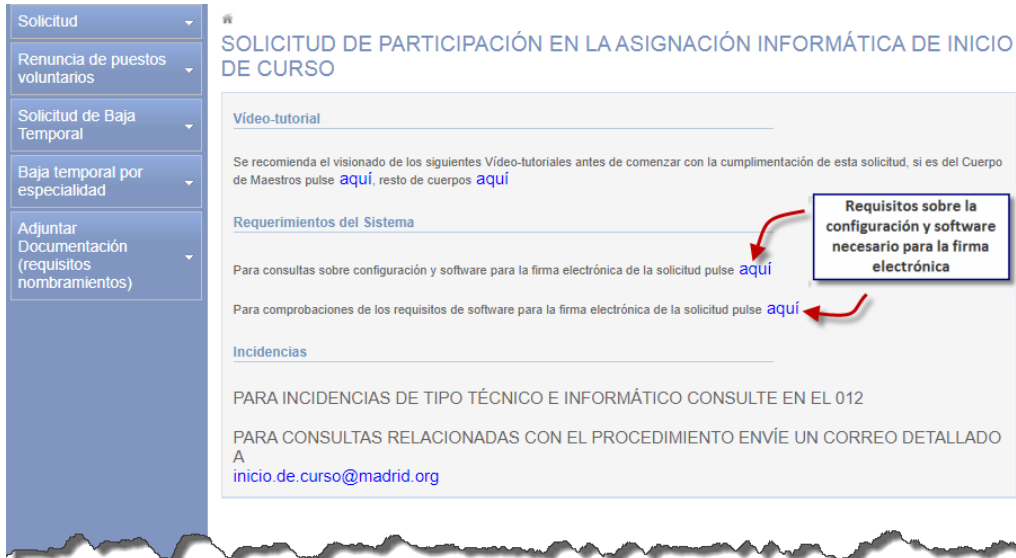 Solicitud
Renuncia de puestos
voluntarios
Solicitud de Baja
Temporal
Baja temporal por
especialidad
Adjuntar
Documentación
(requisitos
nombramientos)
SOLICITUD DE PARTICIPACIÓN EN LA ASIGNACIÓN INFORMÁTICA DE INICIO
DE CURSO
Vídeo-tutorial
Se recomienda el visionado de los siguientes Vídeo-tutoriales antes de comenzar con la cumplimentación de esta solicitud, si es del Cuerpo
de Maestros pulse aquí, resto de cuerpos aquí
Requerimientos del Sistema
Requisitos sobre la
configuración y software
necesario para la firma
electrónica
Para consultas sobre configuración y software para la firma electrónica de la solicitud pulse aquí
Para comprobaciones de los requisitos de software para la firma electrónica de la solicitud pulse aquí
Incidencias
PARA INCIDENCIAS DE TIPO TÉCNICO E INFORMÁTICO CONSULTE EN EL 012
PARA CONSULTAS RELACIONADAS CON EL PROCEDIMIENTO ENVÍE UN CORREO DETALLADO
A
inicio.de.curso@madrid.org